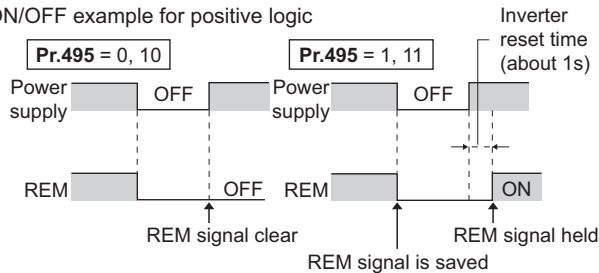 ON/OFF example for positive logic
Pr.495 = 0, 10
Power supply
OFF
REM
OFF
REM signal clear
Pr.495 = 1, 11
Inverter reset time (about 1s)
Power supply
OFF
REM
ON
REM signal is saved
REM signal held